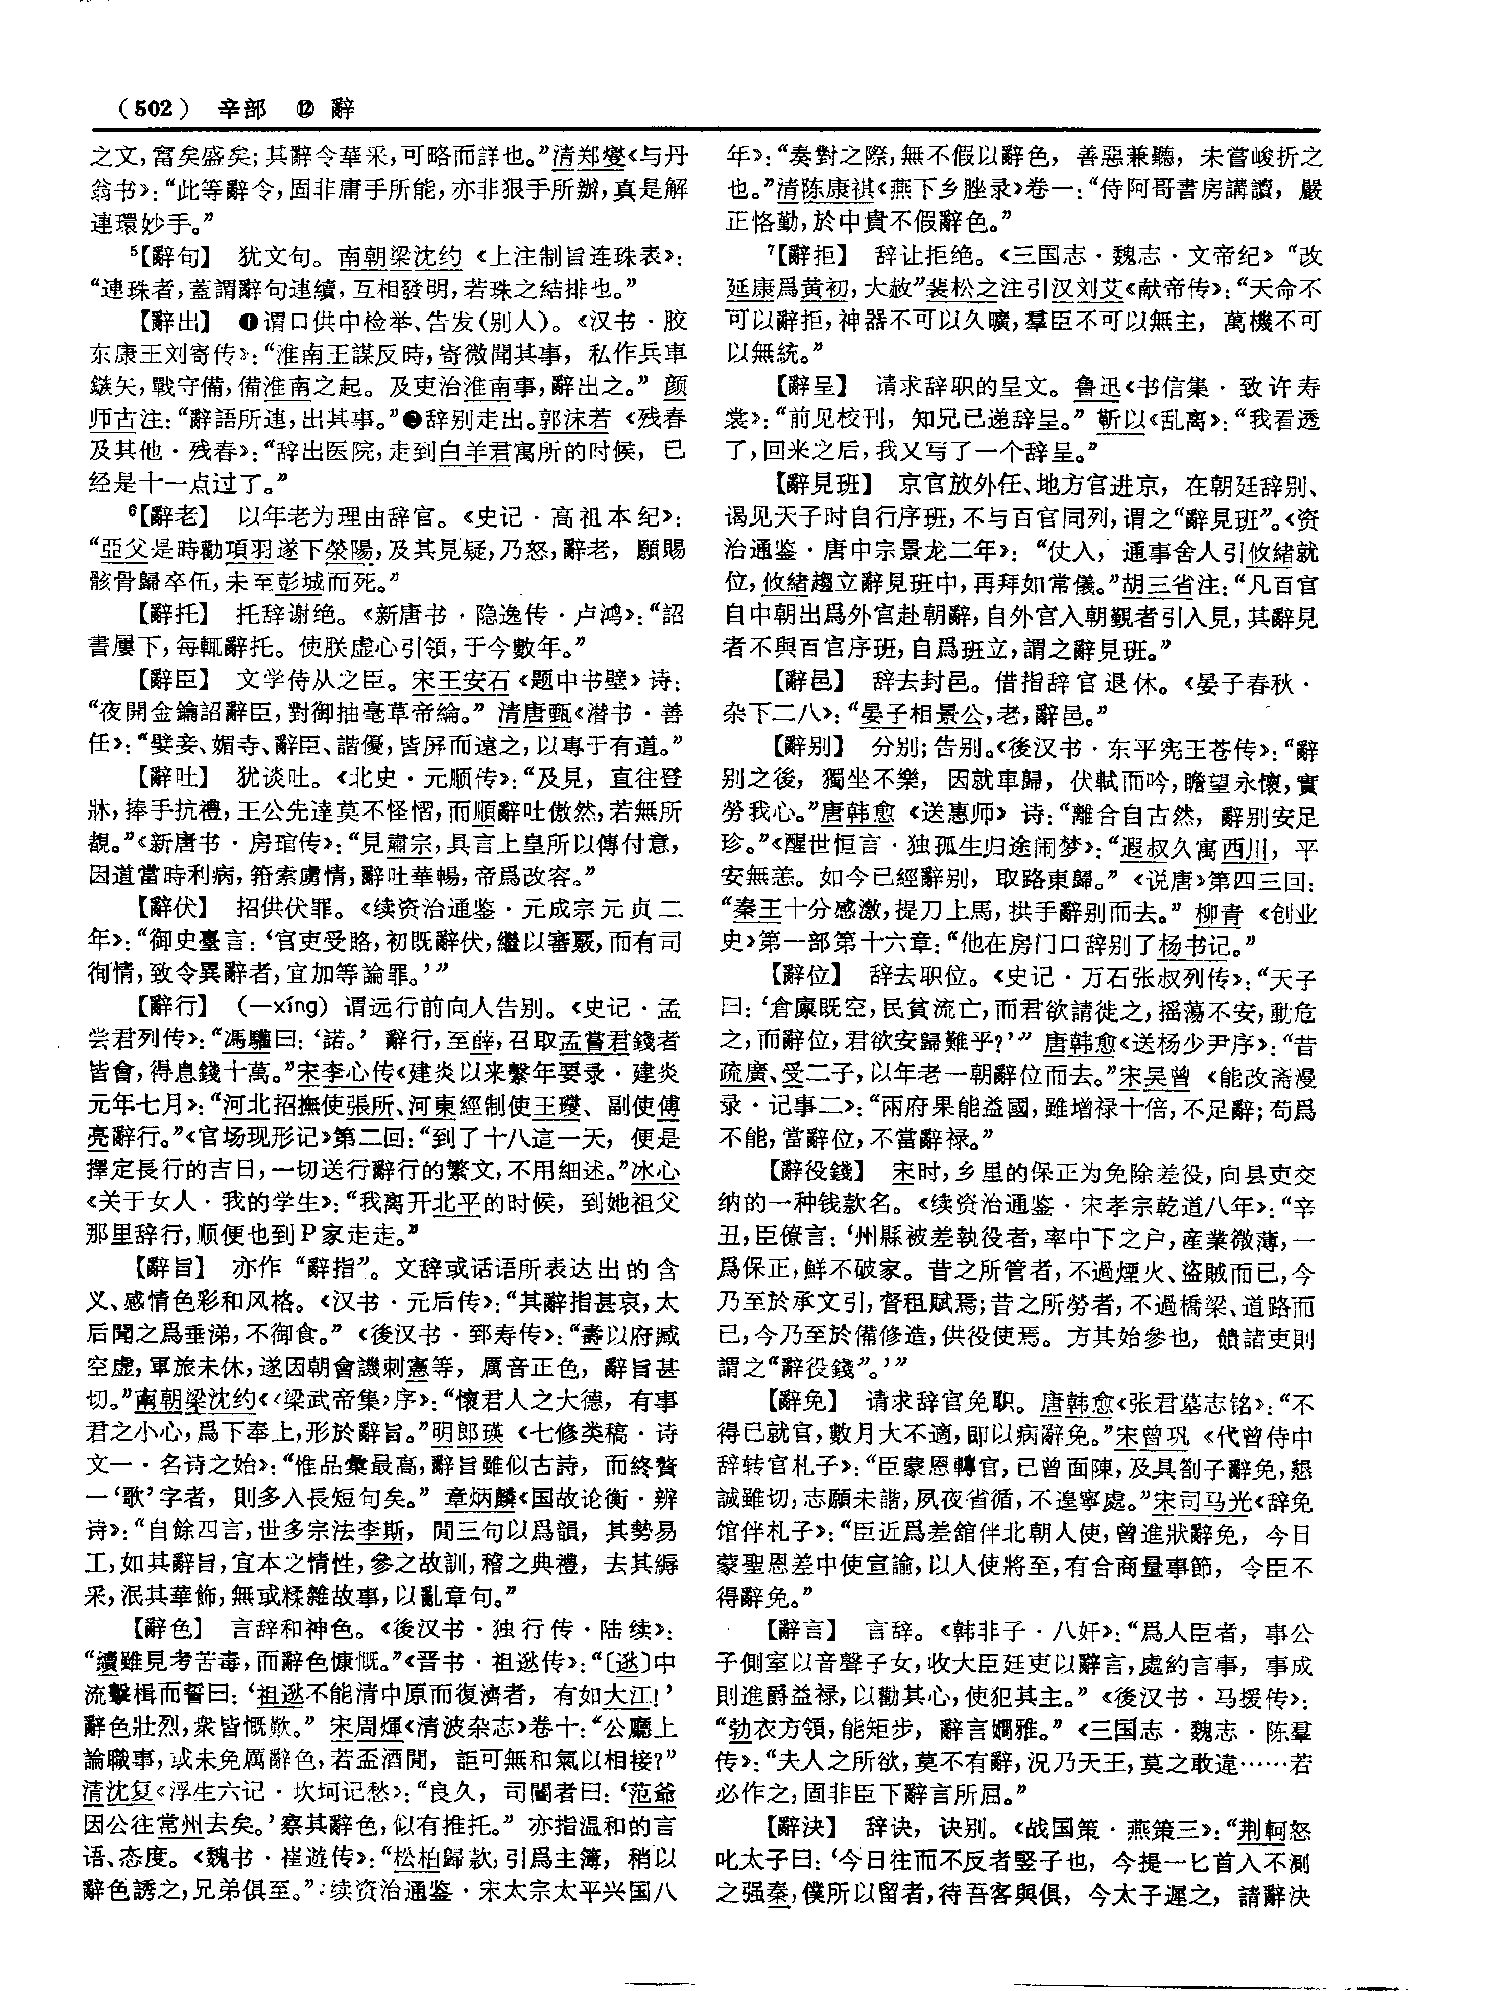 （502） 辛部 ⑫ 辭
之文，富矣盛矣；其辭令華采，可略而詳也。”清郑燮《与丹
翁书》：“此等辭令，固非庸手所能，亦非狠手所辦，真是解
連環妙手。”
5【辭句】 犹文句。南朝梁沈约《上注制旨连珠表》：
“連珠者，蓋謂辭句連續，互相發明，若珠之結排也。”
【辭出】 ❶谓口供中检举、告发（别人）。《汉书·胶
东康王刘寄传》：“淮南王謀反時，寄微聞其事，私作兵車
鏃矢，戰守備，備淮南之起。及吏治淮南事，辭出之。”颜
师古注：“辭語所連，出其事。”❷辞别走出。郭沫若《残春
及其他·残春》：“辞出医院，走到白羊君寓所的时候，已
经是十一点过了。”
6【辭老】 以年老为理由辞官。《史记·高祖本纪》：
“亞父是時勸項羽遂下滎陽，及其見疑，乃怒，辭老，願賜
骸骨歸卒伍，未至彭城而死。”
【辭托】 托辞谢绝。《新唐书·隐逸传·卢鸿》：“詔
書屢下，每輒辭托。使朕虚心引領，于今數年。”
【辭臣】 文学侍从之臣。宋王安石《题中书壁》诗：
“夜開金鑰詔辭臣，對御抽毫草帝綸。”清唐甄《潜书·善
任》：“嬖妾、媚寺、辭臣、諧優，皆屏而遠之，以專于有道。”
【辭吐】 犹谈吐。《北史·元顺传》：“及見，直往登
牀，捧手抗禮，王公先達莫不怪慴，而順辭吐傲然，若無所
覩。”《新唐书·房琯传》：“見肅宗，具言上皇所以傳付意，
因道當時利病，箝索虜情，辭吐華暢，帝爲改容。”
【辭伏】 招供伏罪。《续资治通鉴·元成宗元贞二
年》：“御史臺言：‘官吏受賂，初既辭伏，繼以審覈，而有司
徇情，致令異辭者，宜加等論罪。’”
【辭行】 （—xíng）谓远行前向人告别。《史记·孟
尝君列传》：“馮驩曰：‘諾。’辭行，至薛，召取孟嘗君錢者
皆會，得息錢十萬。”宋李心传《建炎以来繫年要录·建炎
元年七月》：“河北招撫使張所、河東經制使王𤫉、副使傅
亮辭行。”《官场现形记》第二回：“到了十八這一天，便是
擇定長行的吉日，一切送行辭行的繁文，不用細述。”冰心
《关于女人·我的学生》：“我离开北平的时候，到她祖父
那里辞行，顺便也到P家走走。”
【辭旨】 亦作“辭指”。文辞或话语所表达出的含
义、感情色彩和风格。《汉书·元后传》：“其辭指甚哀，太
后聞之爲垂涕，不御食。”《後汉书·郅寿传》：“壽以府臧
空虚，軍旅未休，遂因朝會譏刺憲等，厲音正色，辭旨甚
切。”南朝梁沈约《〈梁武帝集〉序》：“懷君人之大德，有事
君之小心，爲下奉上，形於辭旨。”明郎瑛《七修类稿·诗
文一·名诗之始》：“惟品彙最高，辭旨雖似古詩，而終贅
一‘歌’字者，則多入長短句矣。”章炳麟《国故论衡·辨
诗》：“自餘四言，世多宗法李斯，閒三句以爲韻，其勢易
工，如其辭旨，宜本之情性，參之故訓，稽之典禮，去其縟
采，泯其華飾，無或糅雜故事，以亂章句。”
【辭色】 言辞和神色。《後汉书·独行传·陆续》：
“續雖見考苦毒，而辭色慷慨。”《晋书·祖逖传》：“〔逖〕中
流擊楫而誓曰：‘祖逖不能清中原而復濟者，有如大江！’
辭色壯烈，衆皆慨歎。”宋周煇《清波杂志》卷十：“公廳上
論職事，或未免厲辭色，若盃酒閒，詎可無和氣以相接？”
清沈复《浮生六记·坎坷记愁》：“良久，司閽者曰：‘范爺
因公往常州去矣。’察其辭色，似有推托。”亦指温和的言
语、态度。《魏书·崔遊传》：“松柏歸款，引爲主簿，稍以
辭色誘之，兄弟俱至。”《续资治通鉴·宋太宗太平兴国八
年》：“奏對之際，無不假以辭色，善惡兼聽，未嘗峻折之
也。”清陈康祺《燕下乡脞录》卷一：“侍阿哥書房講讀，嚴
正恪勤，於中貴不假辭色。”
7【辭拒】 辞让拒绝。《三国志·魏志·文帝纪》“改
延康爲黄初，大赦”裴松之注引汉刘艾《献帝传》：“天命不
可以辭拒，神器不可以久曠，羣臣不可以無主，萬機不可
以無統。”
【辭呈】 请求辞职的呈文。鲁迅《书信集·致许寿
裳》：“前见校刊，知兄已递辞呈。”靳以《乱离》：“我看透
了，回来之后，我又写了一个辞呈。”
【辭見班】 京官放外任、地方官进京，在朝廷辞别、
谒见天子时自行序班，不与百官同列，谓之“辭見班”。《资
治通鉴·唐中宗景龙二年》：“仗入，通事舍人引攸緒就
位，攸緒趨立辭見班中，再拜如常儀。”胡三省注：“凡百官
自中朝出爲外官赴朝辭，自外官入朝覲者引入見，其辭見
者不與百官序班，自爲班立，謂之辭見班。”
【辭邑】 辞去封邑。借指辞官退休。《晏子春秋·
杂下二八》：“晏子相景公，老，辭邑。”
【辭别】 分别；告别。《後汉书·东平宪王苍传》：“辭
别之後，獨坐不樂，因就車歸，伏軾而吟，瞻望永懷，實
勞我心。”唐韩愈《送惠师》诗：“離合自古然，辭别安足
珍。”《醒世恒言·独孤生归途闹梦》：“遐叔久寓西川，平
安無恙。如今已經辭别，取路東歸。”《说唐》第四三回：
“秦王十分感激，提刀上馬，拱手辭别而去。”柳青《创业
史》第一部第十六章：“他在房门口辞别了杨书记。”
【辭位】 辞去职位。《史记·万石张叔列传》：“天子
曰：‘倉廪既空，民貧流亡，而君欲請徙之，摇蕩不安，動危
之，而辭位，君欲安歸難乎？’”唐韩愈《送杨少尹序》：“昔
疏廣、受二子，以年老一朝辭位而去。”宋吴曾《能改斋漫
录·记事二》：“兩府果能益國，雖增禄十倍，不足辭；苟爲
不能，當辭位，不當辭禄。”
【辭役錢】 宋时，乡里的保正为免除差役，向县吏交
纳的一种钱款名。《续资治通鉴·宋孝宗乾道八年》：“辛
丑，臣僚言：‘州縣被差執役者，率中下之户，産業微薄，一
爲保正，鮮不破家。昔之所管者，不過煙火、盜賊而已，今
乃至於承文引，督租賦焉；昔之所勞者，不過橋梁、道路而
已，今乃至於備修造，供役使焉。方其始參也，饋諸吏則
謂之“辭役錢”。’”
【辭免】 请求辞官免职。唐韩愈《张君墓志铭》：“不
得已就官，數月大不適，即以病辭免。”宋曾巩《代曾侍中
辞转官札子》：“臣蒙恩轉官，已曾面陳，及具劄子辭免，懇
誠雖切，志願未諧，夙夜省循，不遑寧處。”宋司马光《辞免
馆伴札子》：“臣近爲差舘伴北朝人使，曾進狀辭免，今日
蒙聖恩差中使宣諭，以人使將至，有合商量事節，令臣不
得辭免。”
【辭言】 言辞。《韩非子·八奸》：“爲人臣者，事公
子側室以音聲子女，收大臣廷吏以辭言，處約言事，事成
則進爵益禄，以勸其心，使犯其主。”《後汉书·马援传》：
“勃衣方領，能矩步，辭言嫺雅。”《三国志·魏志·陈羣
传》：“夫人之所欲，莫不有辭，況乃天王，莫之敢違……若
必作之，固非臣下辭言所屈。”
【辭決】 辞诀，诀别。《战国策·燕策三》：“荆軻怒
叱太子曰：‘今日往而不反者竪子也，今提一匕首入不測
之强秦，僕所以留者，待吾客與俱，今太子遲之，請辭決